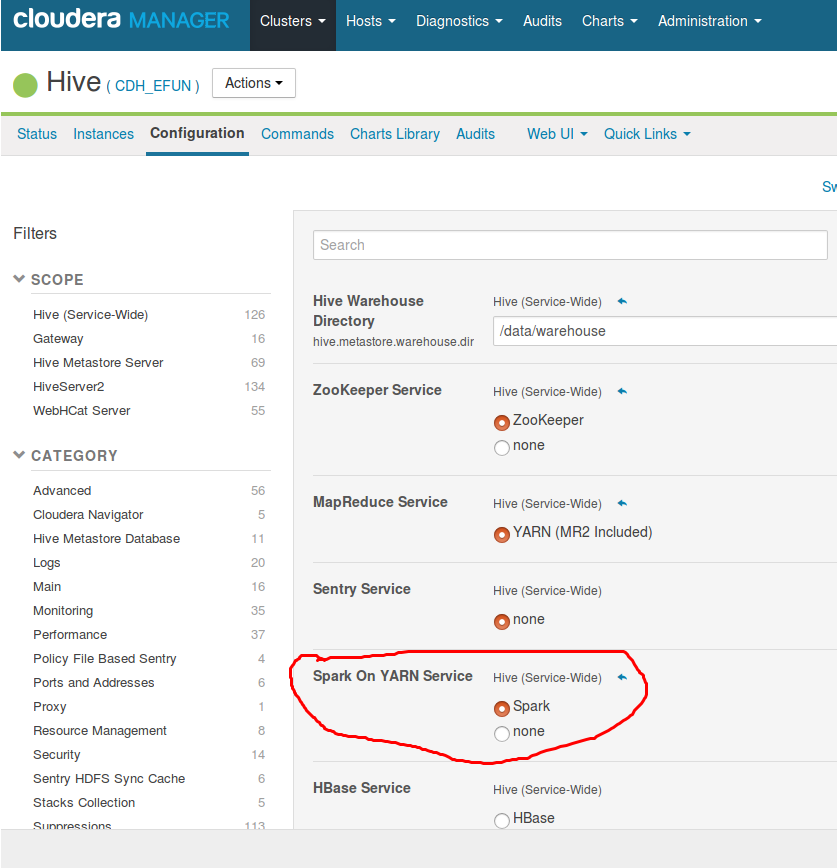 cloudera MANAGER Clusters Hosts Diagnostics Audits Charts Administration
Hive ( CDH_EFUN ) Actions
Status Instances Configuration Commands Charts Library Audits Web UI Quick Links
Sw
Filters
SCOPE
Hive (Service-Wide) 126
Gateway 16
Hive Metastore Server 69
HiveServer2 134
WebHCat Server 55
CATEGORY
Advanced 56
Cloudera Navigator 5
Hive Metastore Database 11
Logs 20
Main 16
Monitoring 35
Performance 37
Policy File Based Sentry 4
Ports and Addresses 6
Proxy 1
Resource Management 8
Security 14
Sentry HDFS Sync Cache 6
Stacks Collection 5
Suppressions 113
Search
Hive Warehouse Directory
hive.metastore.warehouse.dir
Hive (Service-Wide)
/data/warehouse
ZooKeeper Service
Hive (Service-Wide)
ZooKeeper
none
MapReduce Service
Hive (Service-Wide)
YARN (MR2 Included)
Sentry Service
Hive (Service-Wide)
none
Spark On YARN Service
Hive (Service-Wide)
Spark
none
HBase Service
Hive (Service-Wide)
HBase